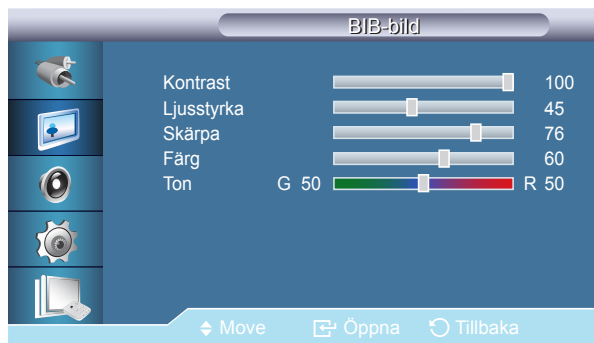 BIB-bild
Kontrast 100
Ljusstyrka 45
Skärpa 76
Färg 60
Ton G 50 R 50
Move Öppna Tillbaka